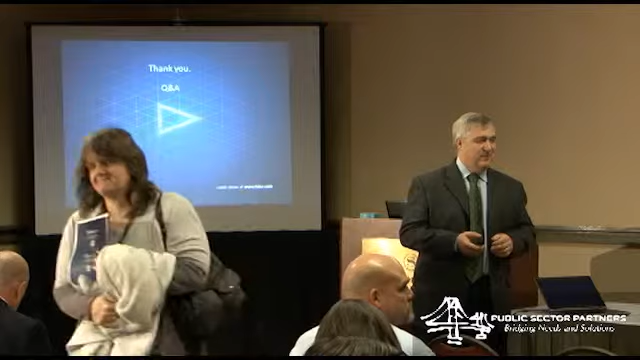 Thank you.
Q&A
PUBLIC SECTOR PARTNERS
Bridging Needs and Solutions